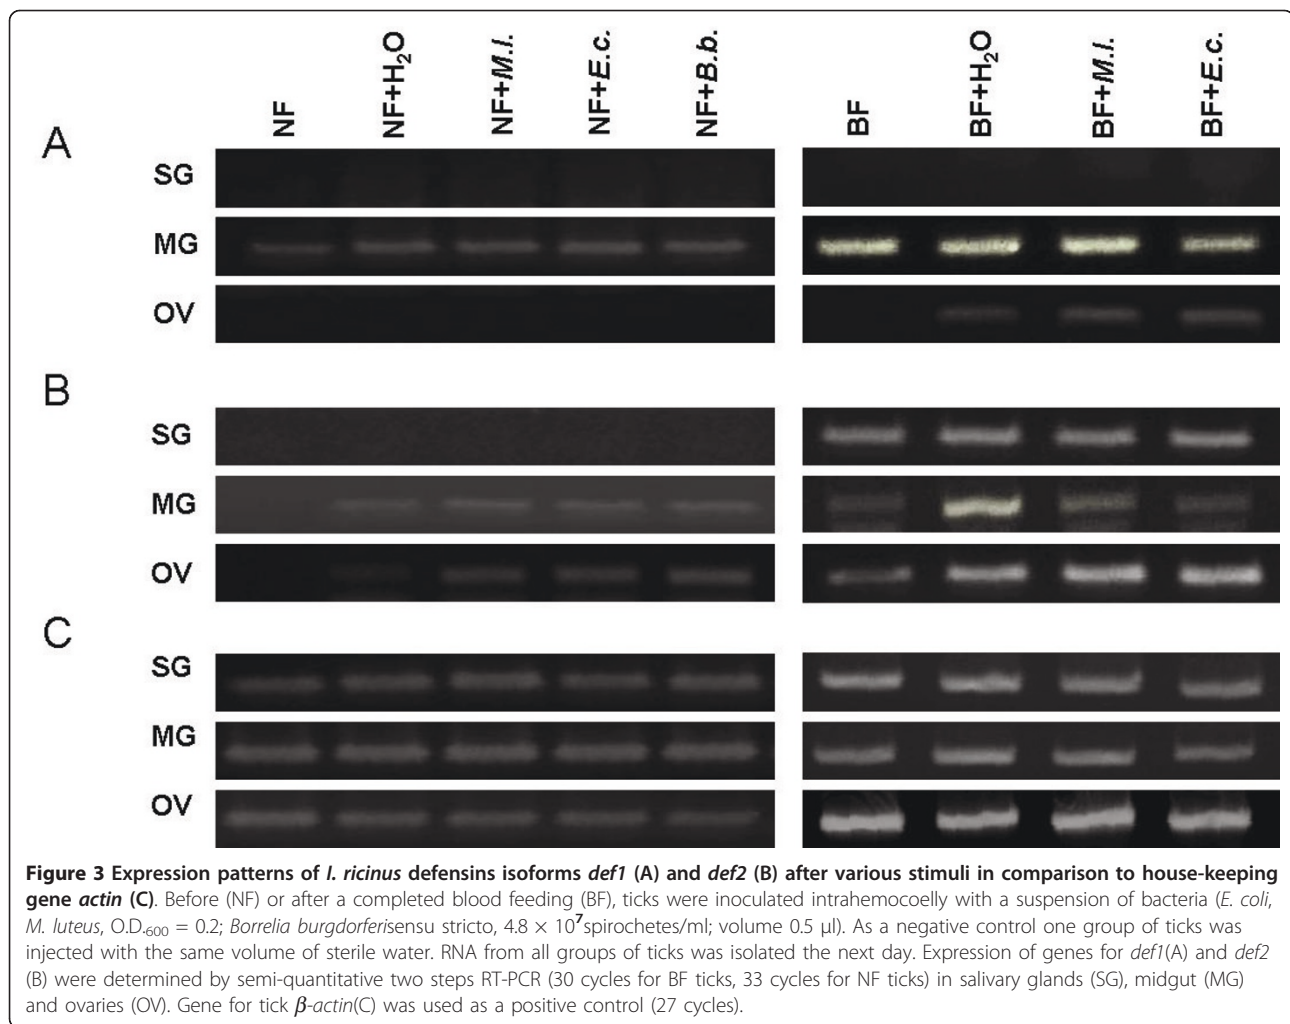 NF NF+H₂O NF+M.l. NF+E.c. NF+B.b. BF BF+H₂O BF+M.l. BF+E.c.
A
SG
MG
OV
B
SG
MG
OV
C
SG
MG
OV
Figure 3 Expression patterns of I. ricinus defensins isoforms def1 (A) and def2 (B) after various stimuli in comparison to house-keeping
gene actin (C). Before (NF) or after a completed blood feeding (BF), ticks were inoculated intrahemocoelly with a suspension of bacteria (E. coli,
M. luteus, O.D.₆₀₀ = 0.2; Borrelia burgdorferisensu stricto, 4.8 × 10⁷spirochetes/ml; volume 0.5 μl). As a negative control one group of ticks was
injected with the same volume of sterile water. RNA from all groups of ticks was isolated the next day. Expression of genes for def1(A) and def2
(B) were determined by semi-quantitative two steps RT-PCR (30 cycles for BF ticks, 33 cycles for NF ticks) in salivary glands (SG), midgut (MG)
and ovaries (OV). Gene for tick β-actin(C) was used as a positive control (27 cycles).